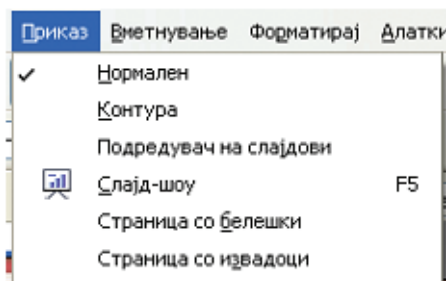 Приказ Вметнување Форматирај Алатки
Нормален
Контура
Подредувач на слајдови
Слајд-шоу F5
Страница со белешки
Страница со извадоци